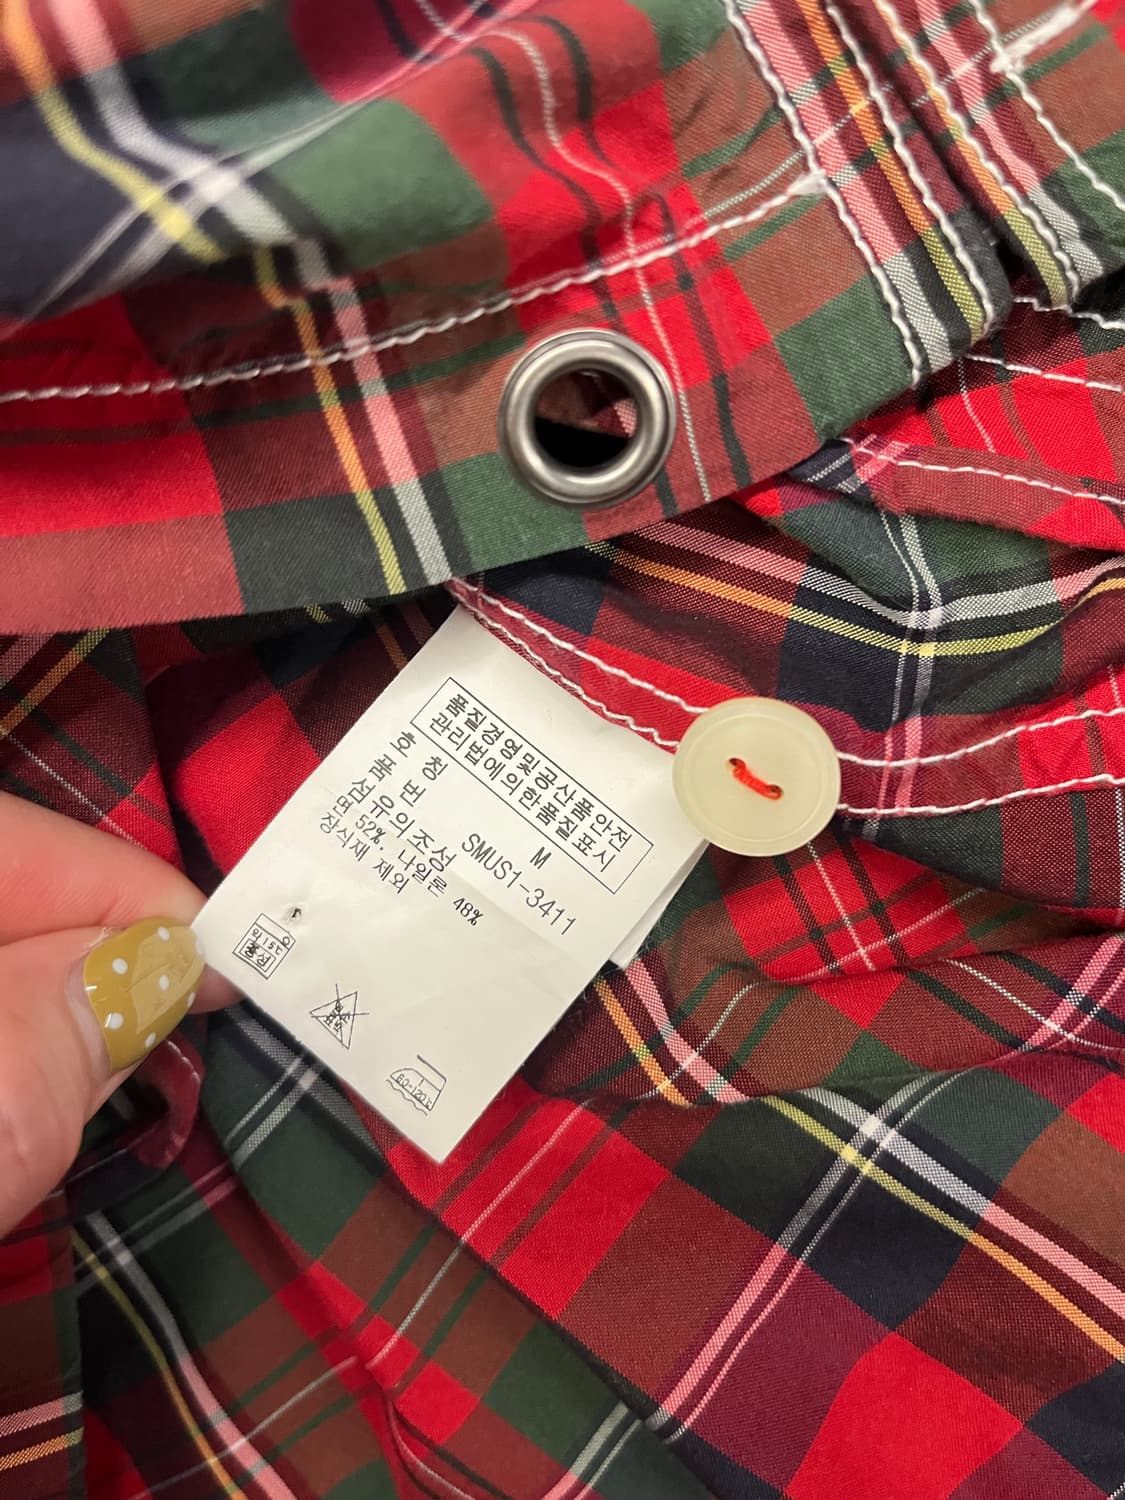 품질경영및공산품안전
관리법에의한품질표시
호 칭 M
품 번 SMUS1-3411
섬유의조성
면 52%, 나일론 48%
장식재 제외
80-120℃